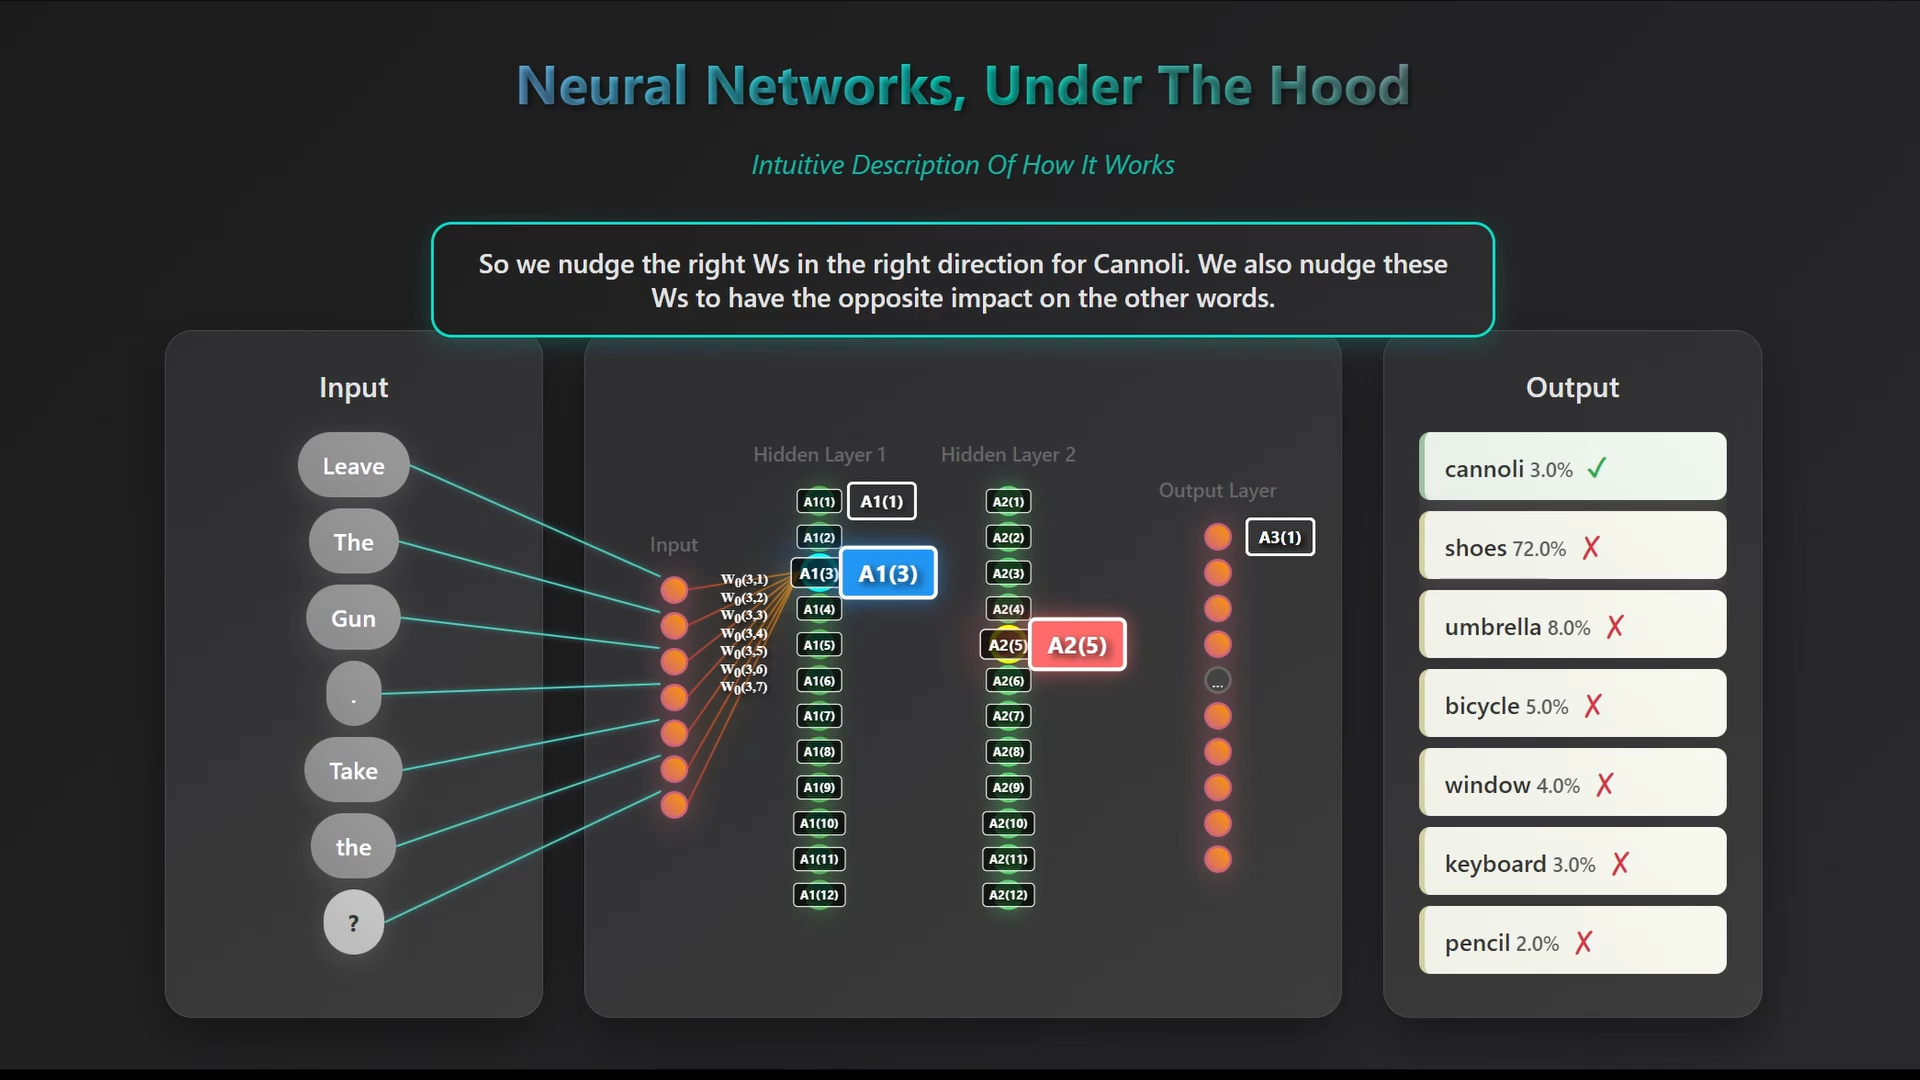 Neural Networks, Under The Hood
Intuitive Description Of How It Works
So we nudge the right Ws in the right direction for Cannoli. We also nudge these
Ws to have the opposite impact on the other words.
Input
Leave
The
Gun
.
Take
the
?
Input
W0(3,1)
W0(3,2)
W0(3,3)
W0(3,4)
W0(3,5)
W0(3,6)
W0(3,7)
Hidden Layer 1
A1(1) A1(1)
A1(2)
A1(3) A1(3)
A1(4)
A1(5)
A1(6)
A1(7)
A1(8)
A1(9)
A1(10)
A1(11)
A1(12)
Hidden Layer 2
A2(1)
A2(2)
A2(3)
A2(4)
A2(5) A2(5)
A2(6)
A2(7)
A2(8)
A2(9)
A2(10)
A2(11)
A2(12)
Output Layer
A3(1)
...
Output
cannoli 3.0% ✓
shoes 72.0% ✗
umbrella 8.0% ✗
bicycle 5.0% ✗
window 4.0% ✗
keyboard 3.0% ✗
pencil 2.0% ✗